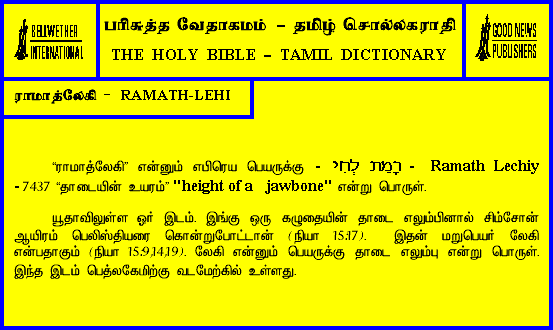 BELLWETHER
INTERNATIONAL
பரிசுத்த வேதாகமம் – தமிழ் சொல்லகராதி
THE HOLY BIBLE – TAMIL DICTIONARY
GOOD NEWS
PUBLISHERS
ராமாத்லேகி – RAMATH-LEHI
“ராமாத்லேகி” என்னும் எபிரெய பெயருக்கு - רָמַת לְחִי - Ramath Lechiy
- 7437 “தாடையின் உயரம்” "height of a jawbone" என்று பொருள்.
யூதாவிலுள்ள ஓர் இடம். இங்கு ஒரு கழுதையின் தாடை எலும்பினால் சிம்சோன்
ஆயிரம் பெலிஸ்தியரை கொன்றுபோட்டான் (நியா 15:17). இதன் மறுபெயர் லேகி
என்பதாகும் (நியா 15:9,14,19). லேகி என்னும் பெயருக்கு தாடை எலும்பு என்று பொருள்.
இந்த இடம் பெத்லகேமிற்கு வடமேற்கில் உள்ளது.